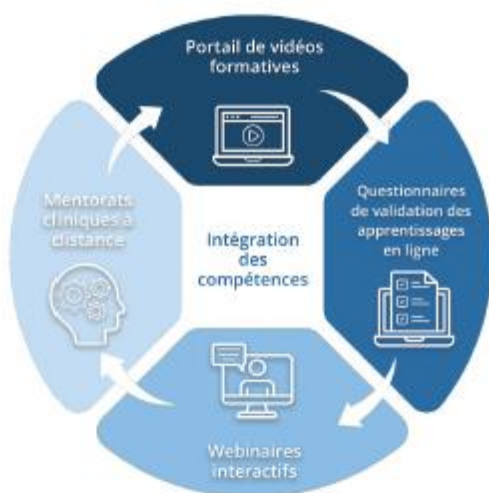 Portail de vidéos
formatives
Questionnaires
de validation des
apprentissages
en ligne
Webinaires
interactifs
Mentorats
cliniques à
distance
Intégration
des
compétences